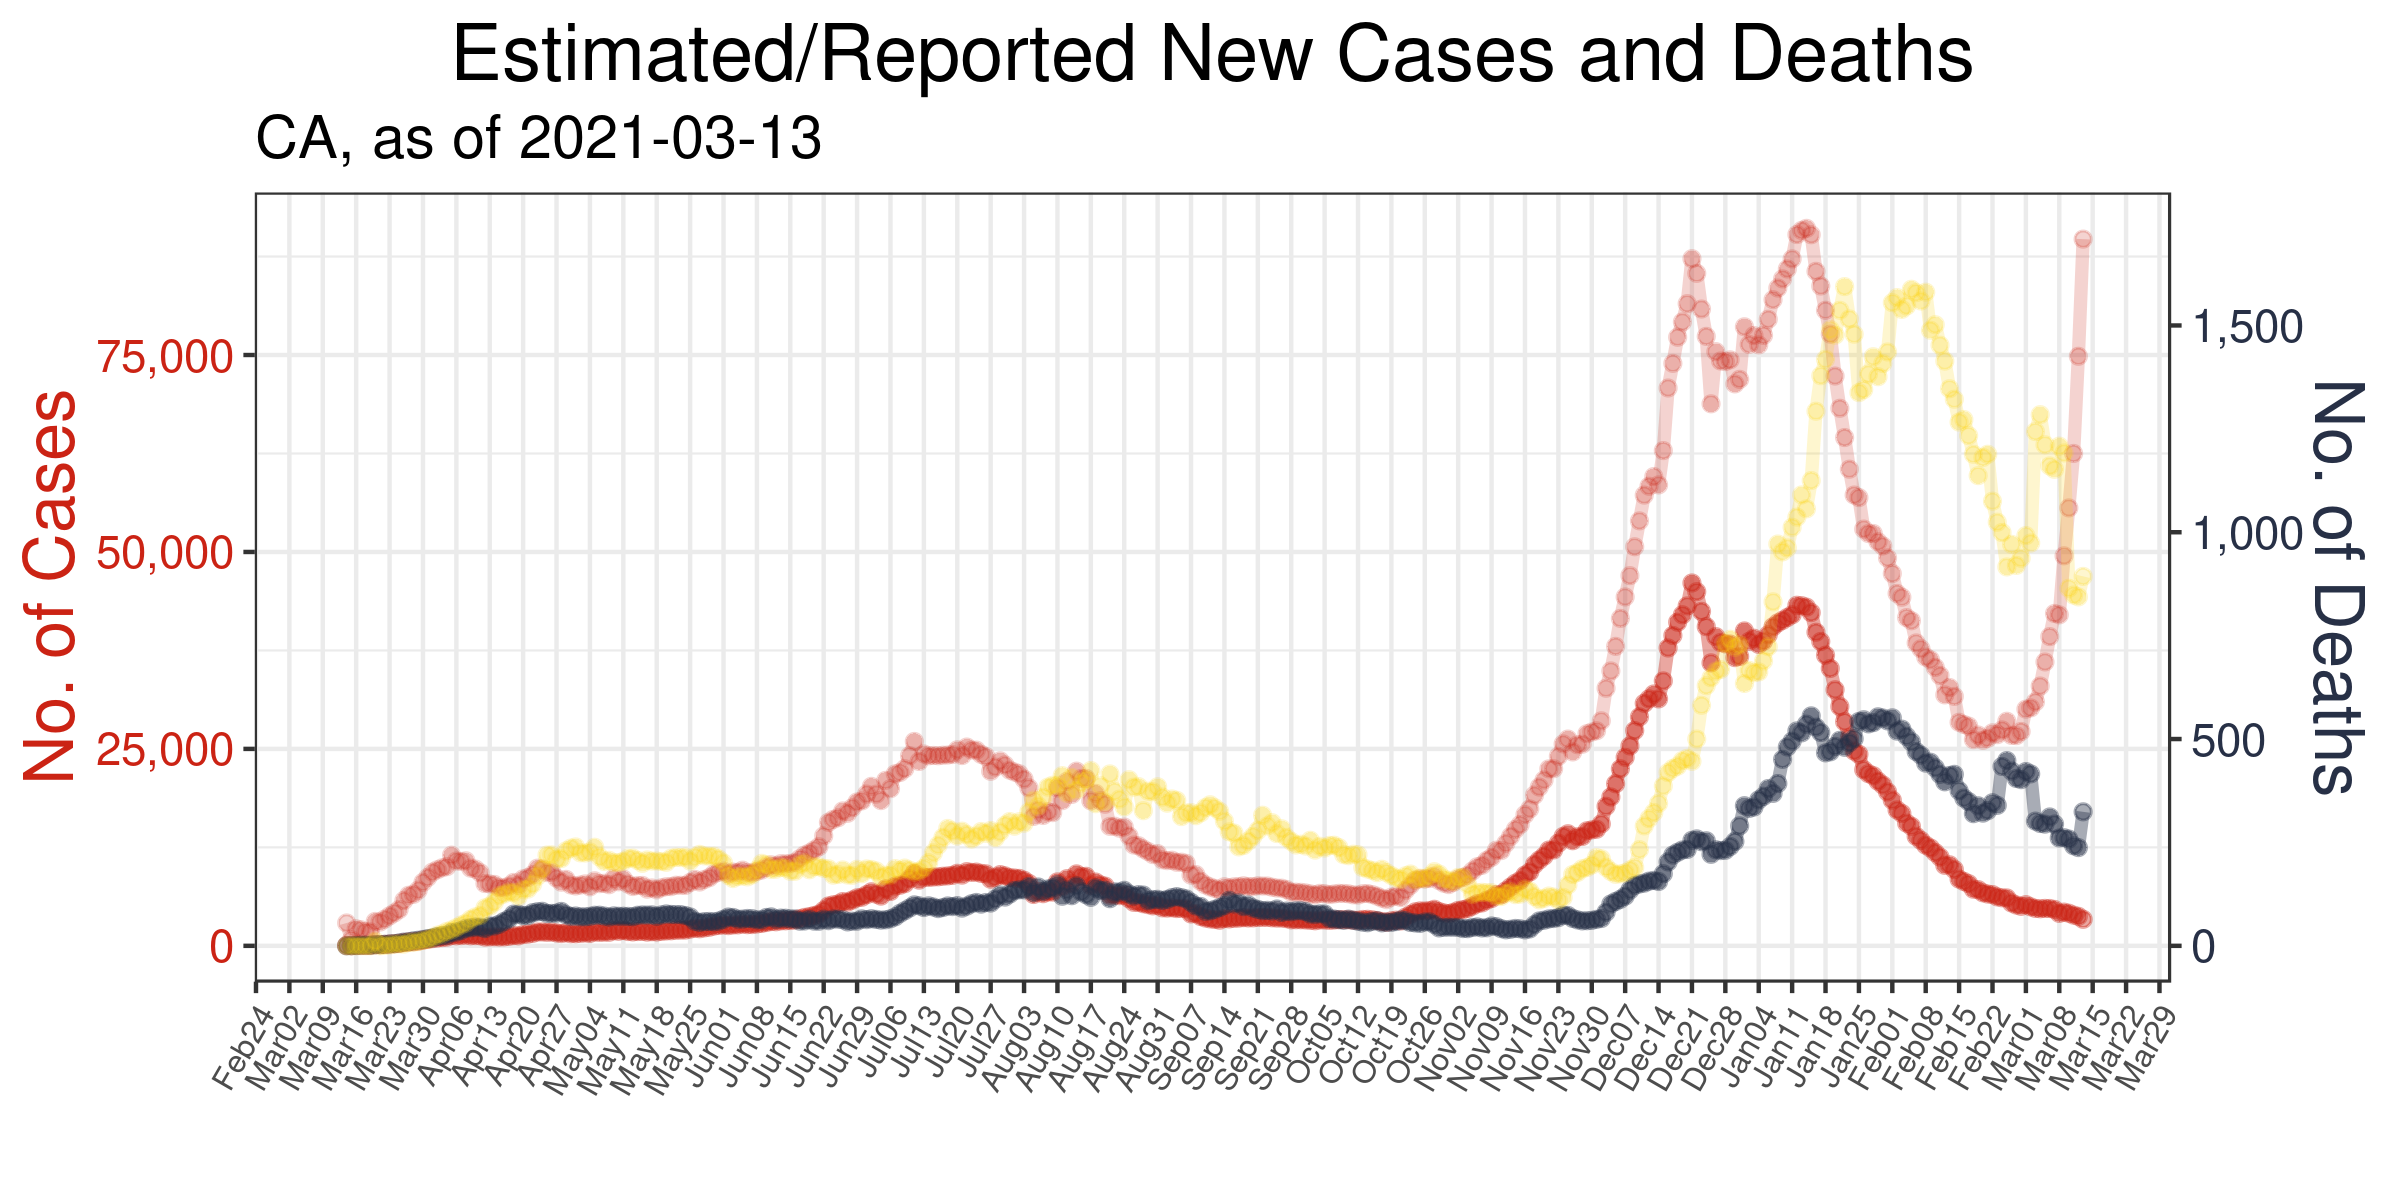 Estimated/Reported New Cases and Deaths
CA, as of 2021-03-13
No. of Cases
75,000
50,000
25,000
0
1,500
1,000
500
0
No. of Deaths
Feb24
Mar02
Mar09
Mar16
Mar23
Mar30
Apr06
Apr13
Apr20
Apr27
May04
May11
May18
May25
Jun01
Jun08
Jun15
Jun22
Jun29
Jul06
Jul13
Jul20
Jul27
Aug03
Aug10
Aug17
Aug24
Aug31
Sep07
Sep14
Sep21
Sep28
Oct05
Oct12
Oct19
Oct26
Nov02
Nov09
Nov16
Nov23
Nov30
Dec07
Dec14
Dec21
Dec28
Jan04
Jan11
Jan18
Jan25
Feb01
Feb08
Feb15
Feb22
Mar01
Mar08
Mar15
Mar22
Mar29